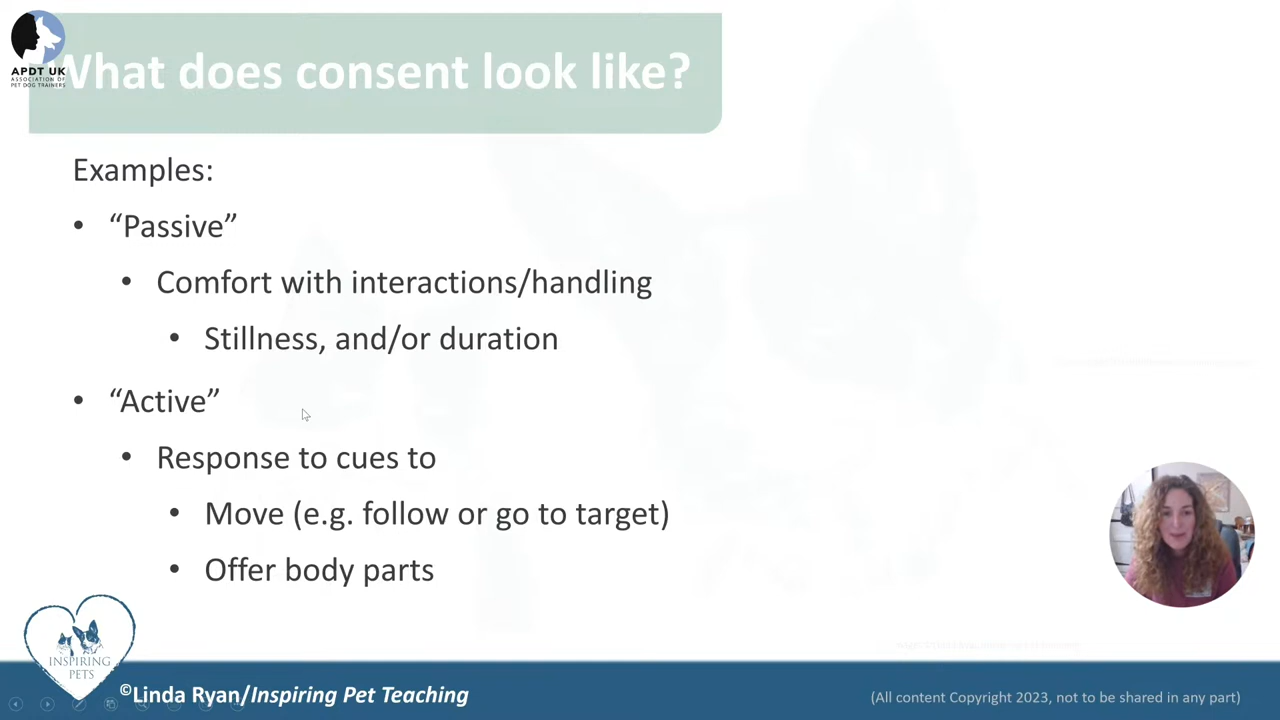 What does consent look like?
APDT UK
ASSOCIATION OF
PET DOG TRAINERS
Examples:
• “Passive”
• Comfort with interactions/handling
• Stillness, and/or duration
• “Active”
• Response to cues to
• Move (e.g. follow or go to target)
• Offer body parts
INSPIRING
PETS
©Linda Ryan/Inspiring Pet Teaching
(All content Copyright 2023, not to be shared in any part)